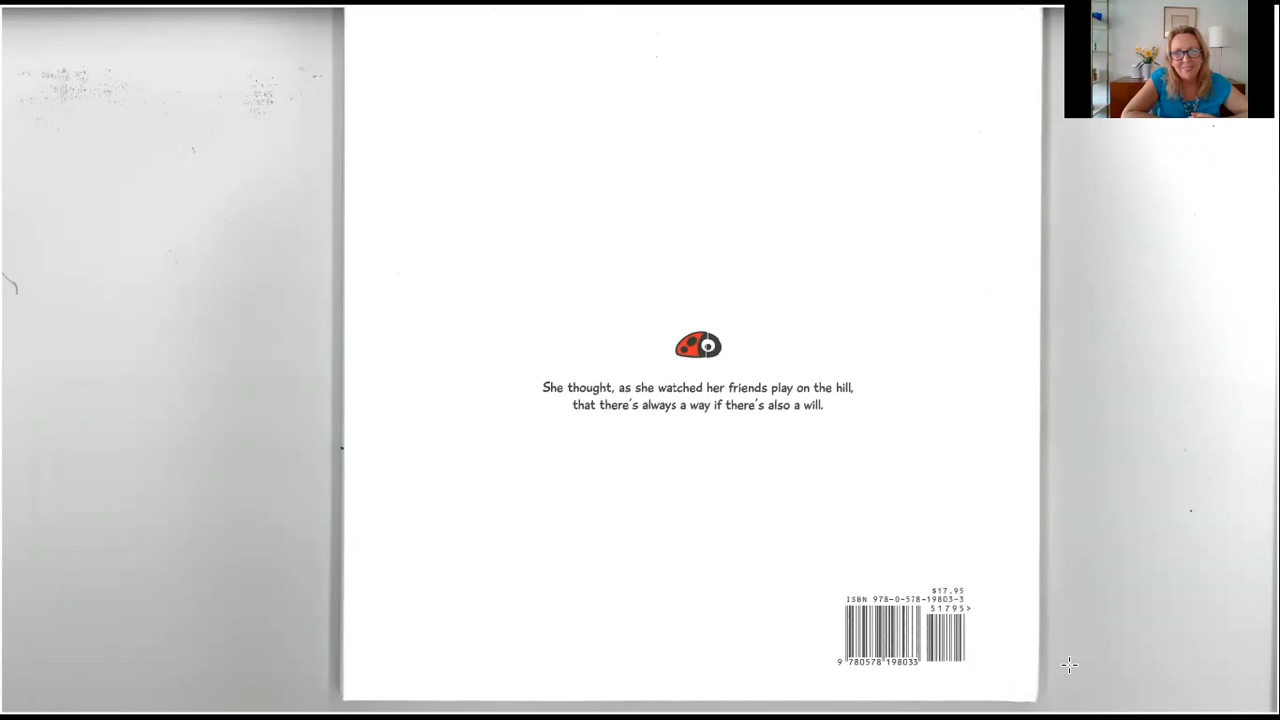 She thought, as she watched her friends play on the hill,
that there's always a way if there's also a will.
$17.95
ISBN 978-0-578-19803-3
51795>
9 780578 198033